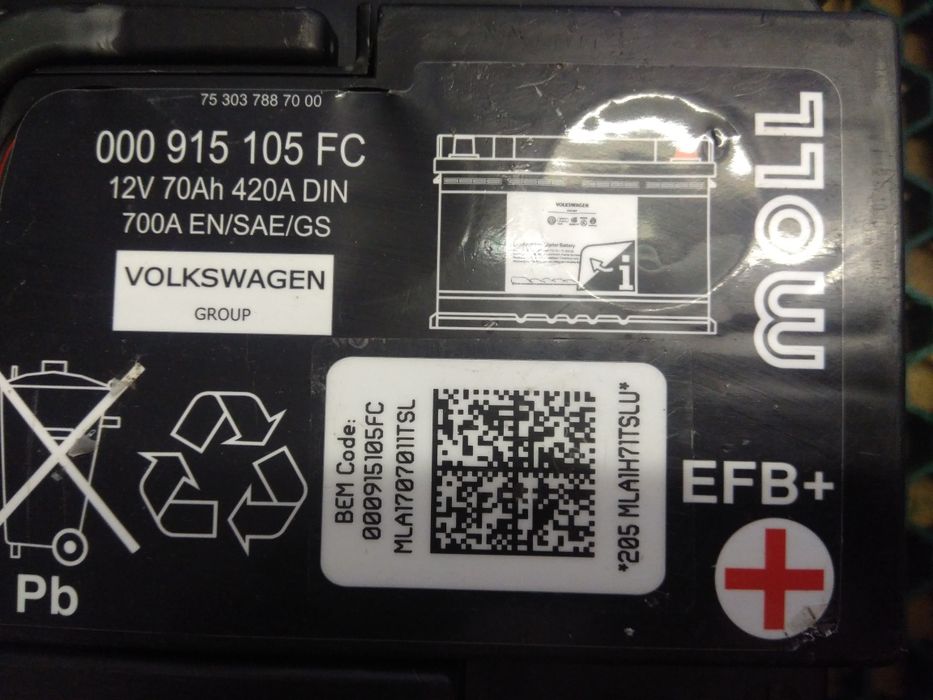 75 303 788 70 00
000 915 105 FC
12V 70Ah 420A DIN
700A EN/SAE/GS
VOLKSWAGEN
GROUP
VOLKSWAGEN
i
MOLL
BEM Code:
000915105FC
MLA1707011TSL
*205 MLA1H71TSLU*
EFB+
Pb